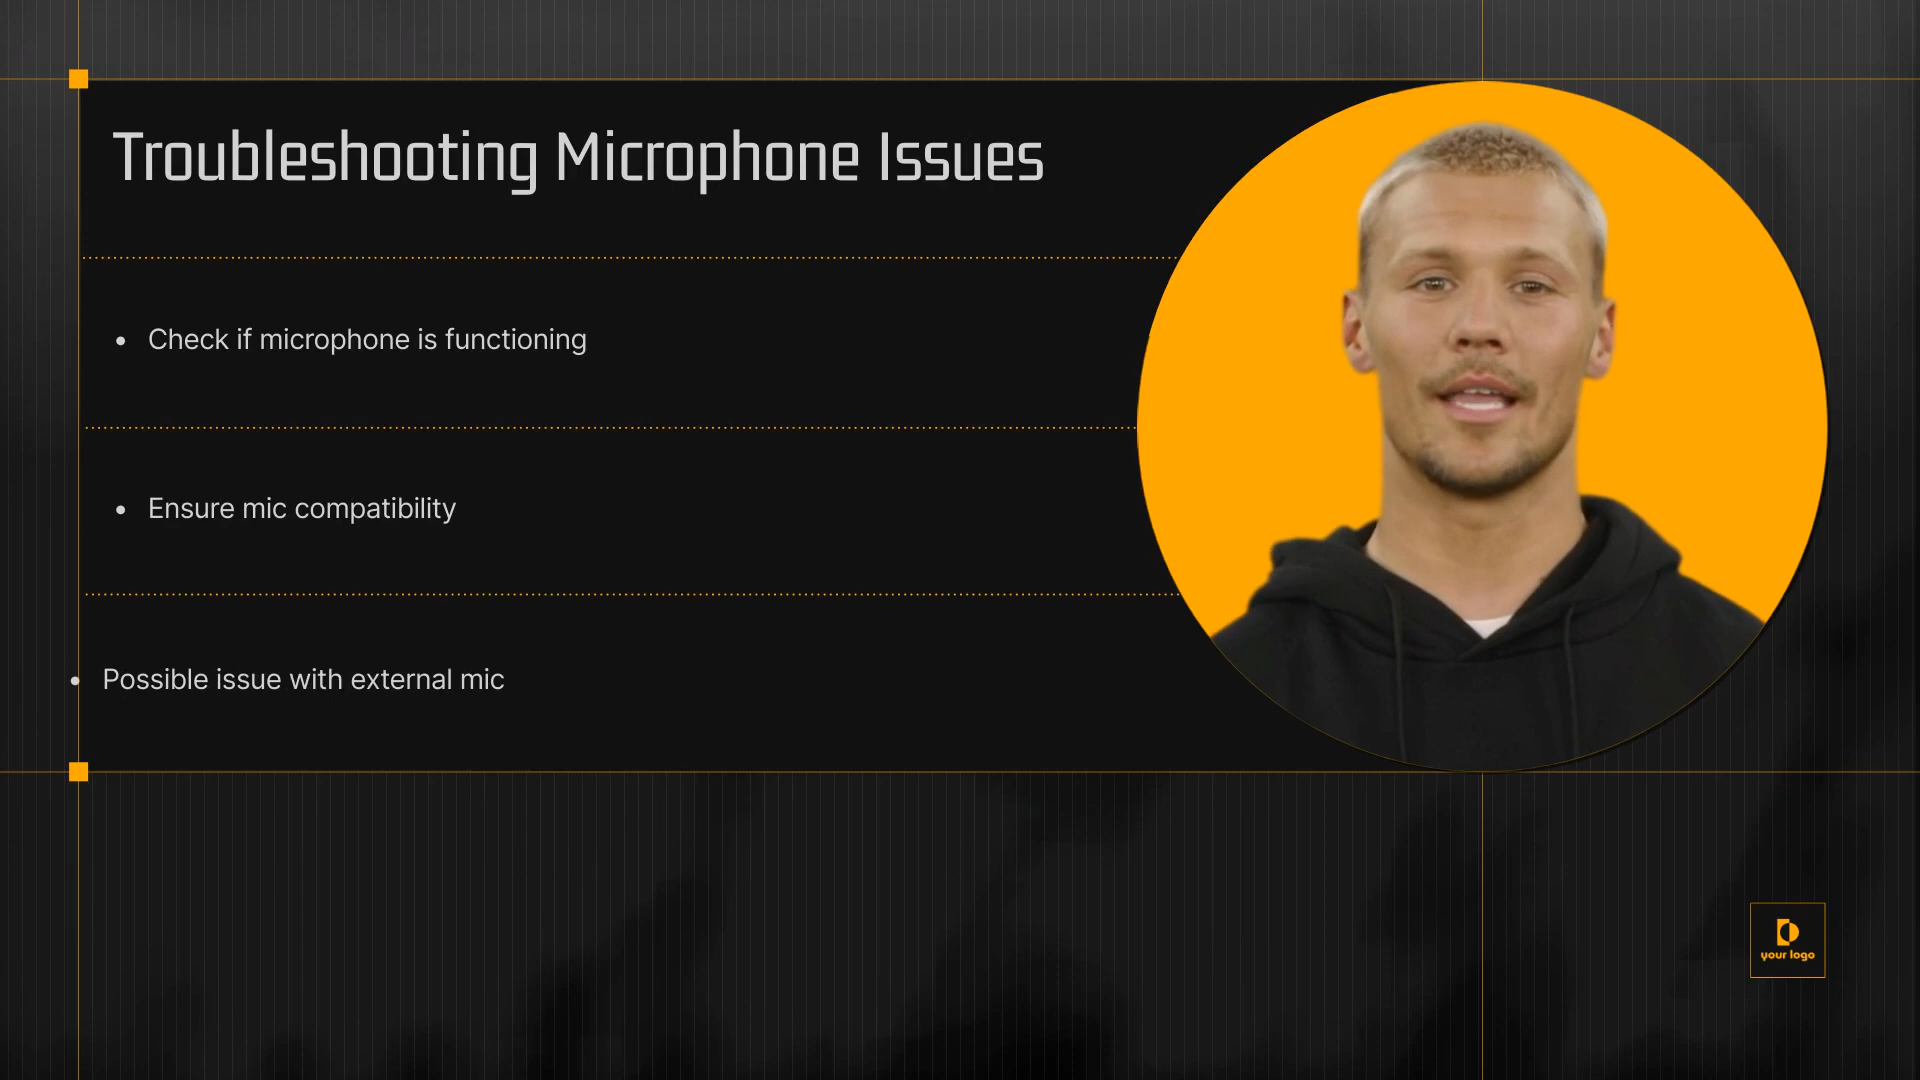 Troubleshooting Microphone Issues
• Check if microphone is functioning
• Ensure mic compatibility
• Possible issue with external mic
your logo